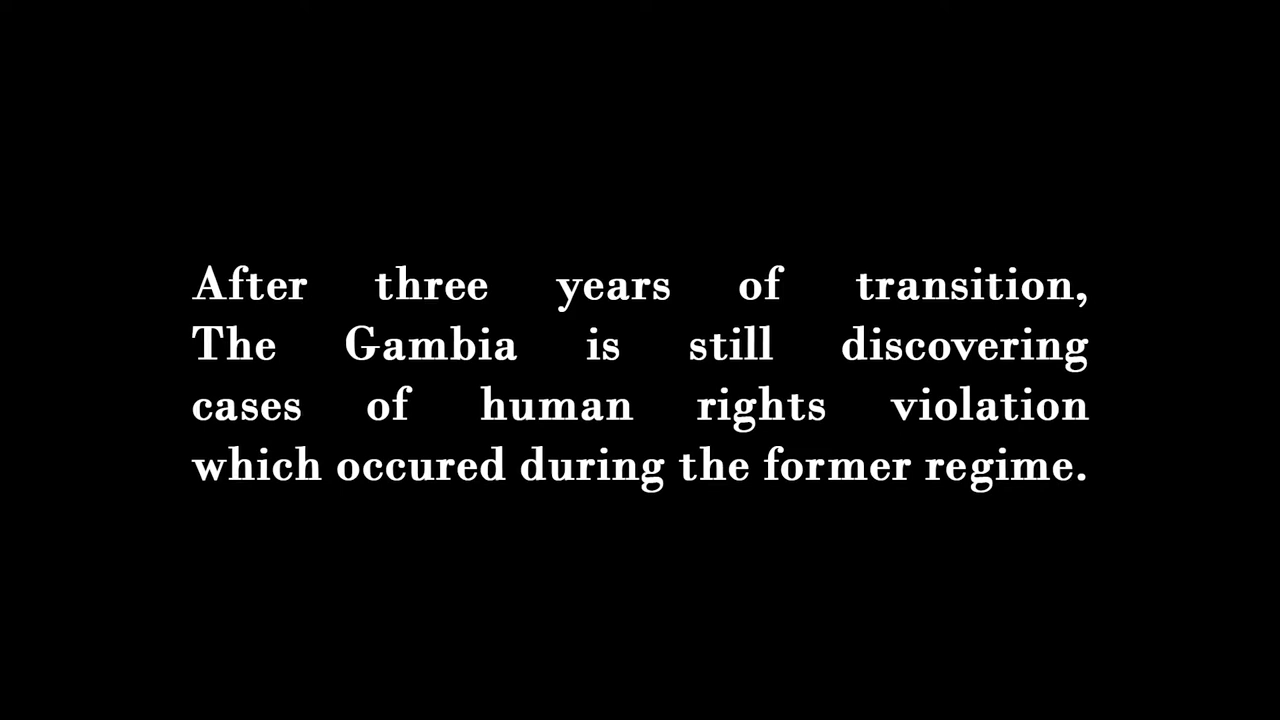 After three years of transition,
The Gambia is still discovering
cases of human rights violation
which occured during the former regime.